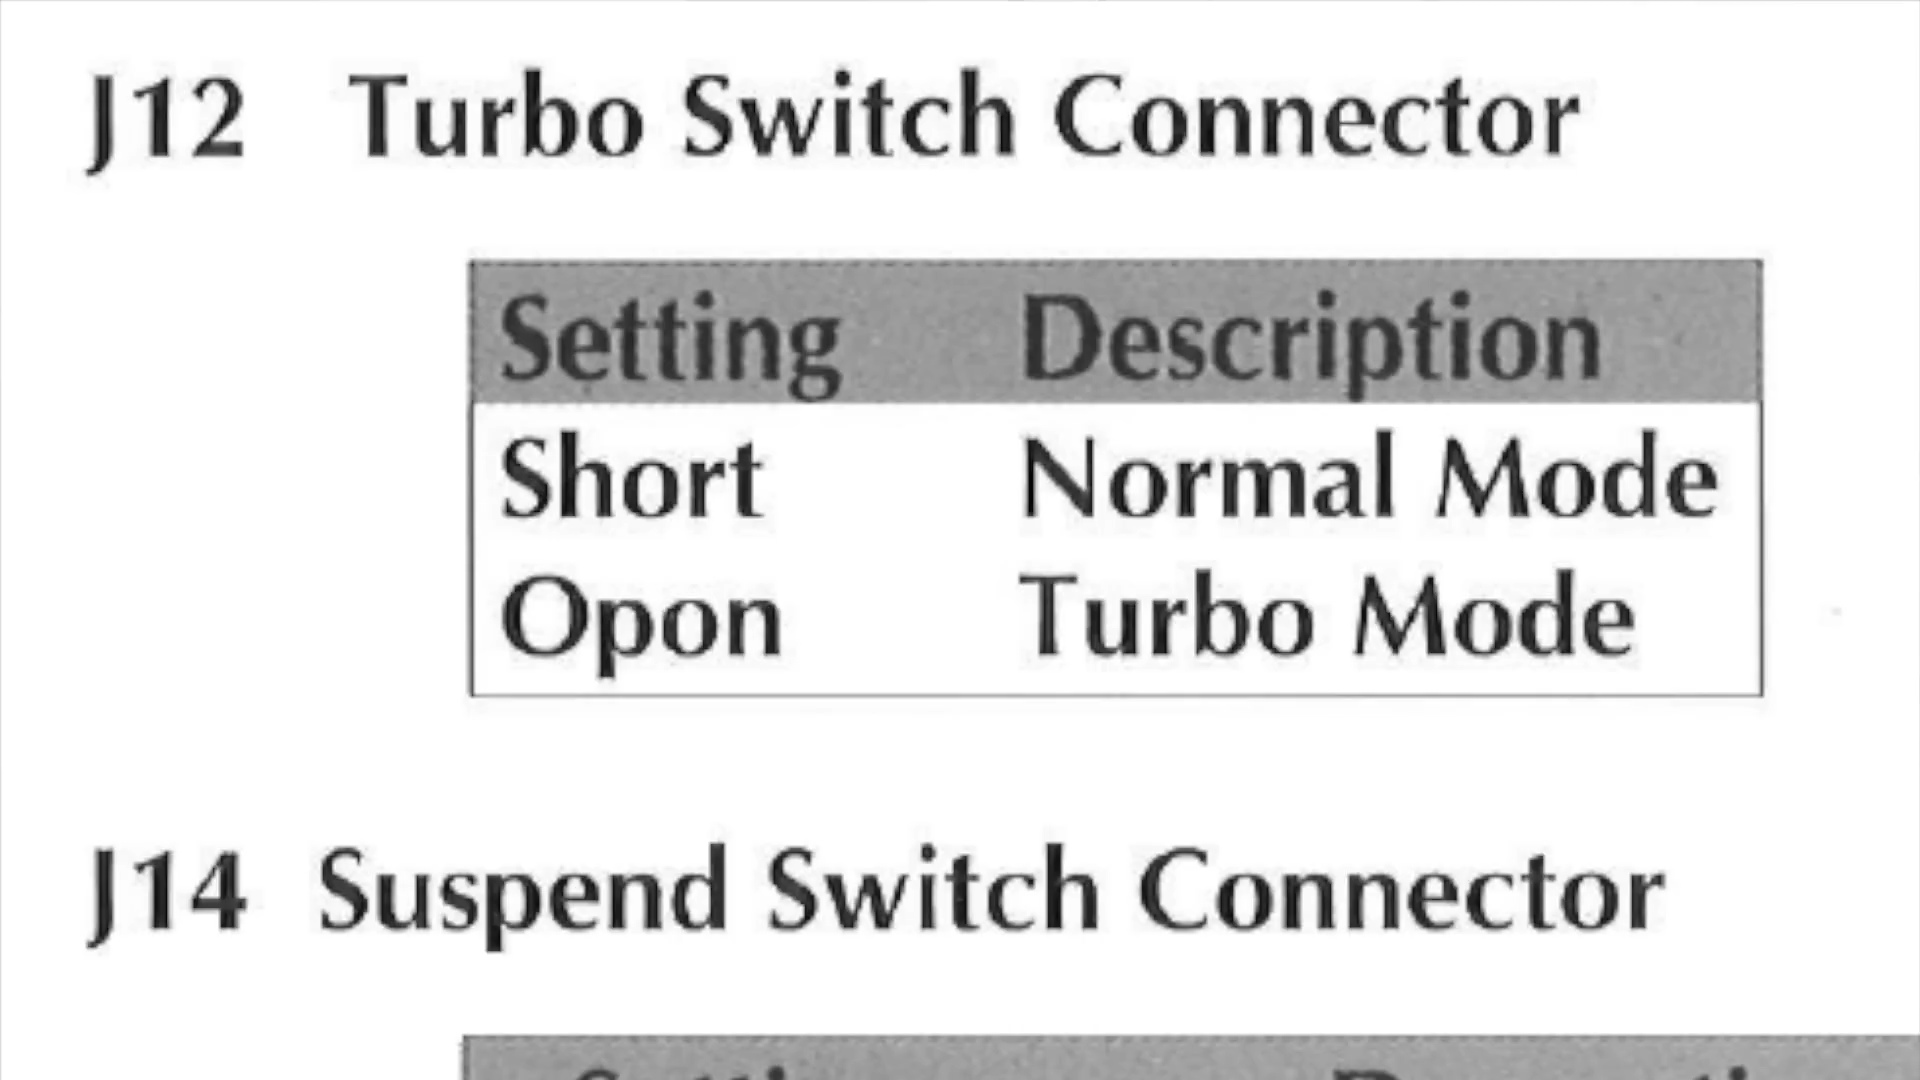 J12 Turbo Switch Connector
Setting Description
Short Normal Mode
Opon Turbo Mode
J14 Suspend Switch Connector